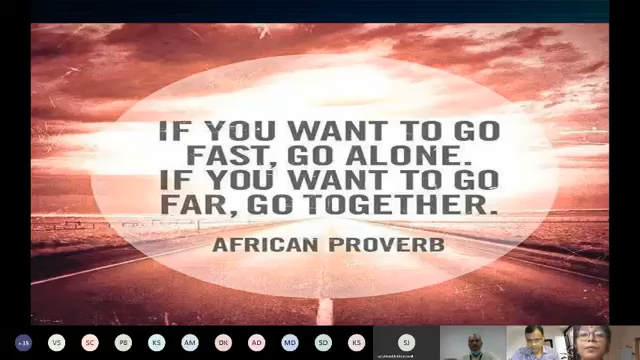 IF YOU WANT TO GO
FAST, GO ALONE.
IF YOU WANT TO GO
FAR, GO TOGETHER.
AFRICAN PROVERB
VS
SC
PB
KS
AM
DK
AD
MD
SD
KS
SJ